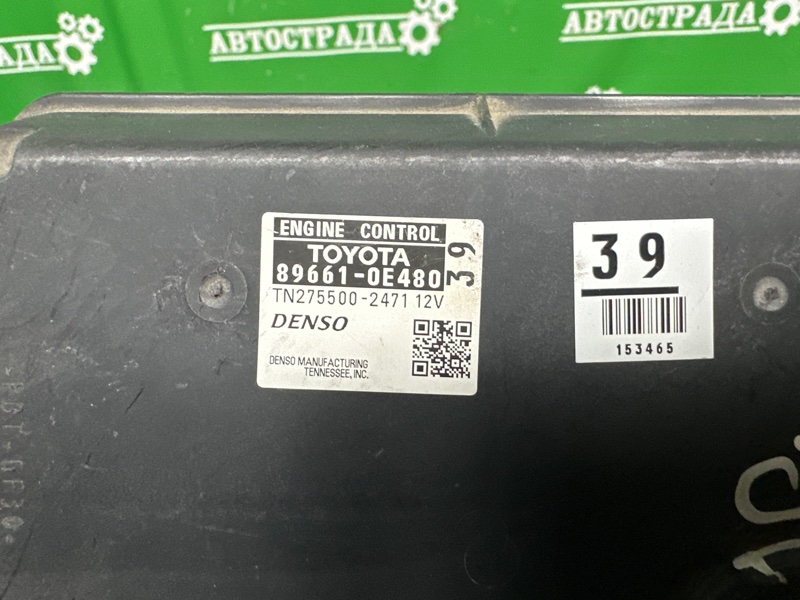 АВТОСТРАДА
АВТОСТРАДА
АВТОСТРАДА
ENGINE CONTROL
TOYOTA
89661-0E480
39
TN275500-2471 12V
DENSO
DENSO MANUFACTURING
TENNESSEE, INC.
39
153465